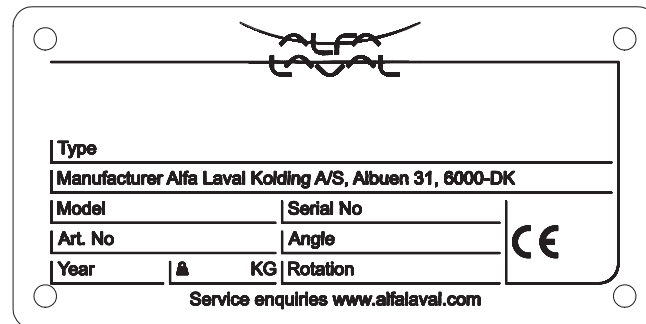 ALFA
LAVAL
Type
Manufacturer Alfa Laval Kolding A/S, Albuen 31, 6000-DK
Model Serial No
Art. No Angle
CE
Year KG Rotation
Service enquiries www.alfalaval.com